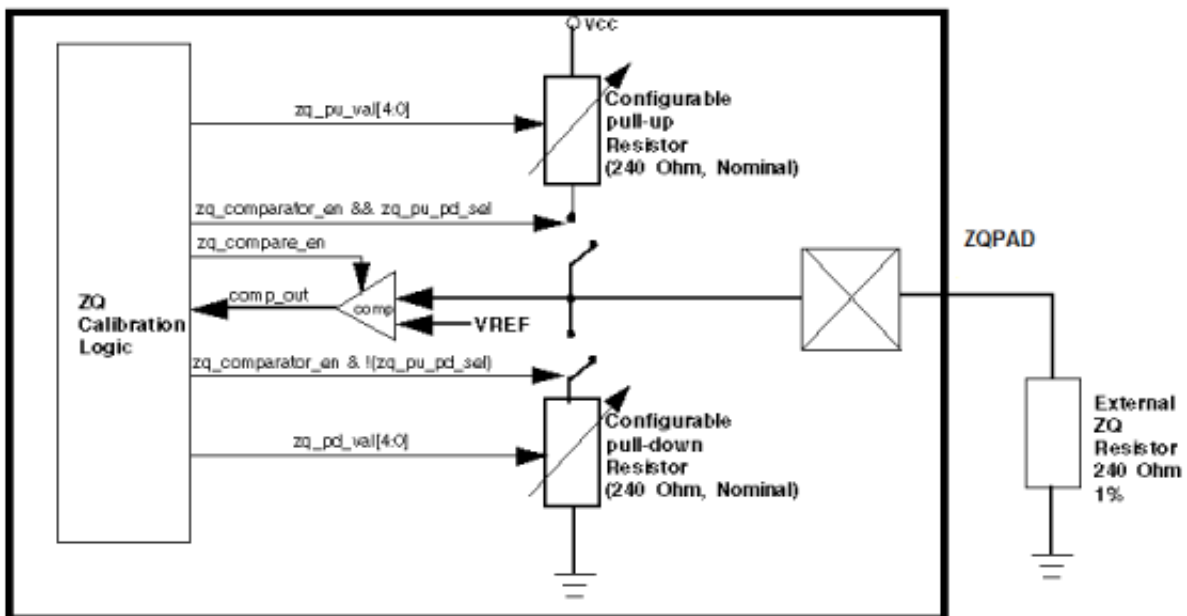 vcc
zq_pu_val[4:0]
Configurable
pull-up
Resistor
(240 Ohm, Nominal)
zq_comparator_en && zq_pu_pd_sel
zq_compare_en
ZQPAD
comp_out
comp
VREF
ZQ
Calibration
Logic
zq_comparator_en & !(zq_pu_pd_sel)
zq_pd_val[4:0]
Configurable
pull-down
Resistor
(240 Ohm, Nominal)
External
ZQ
Resistor
240 Ohm
1%